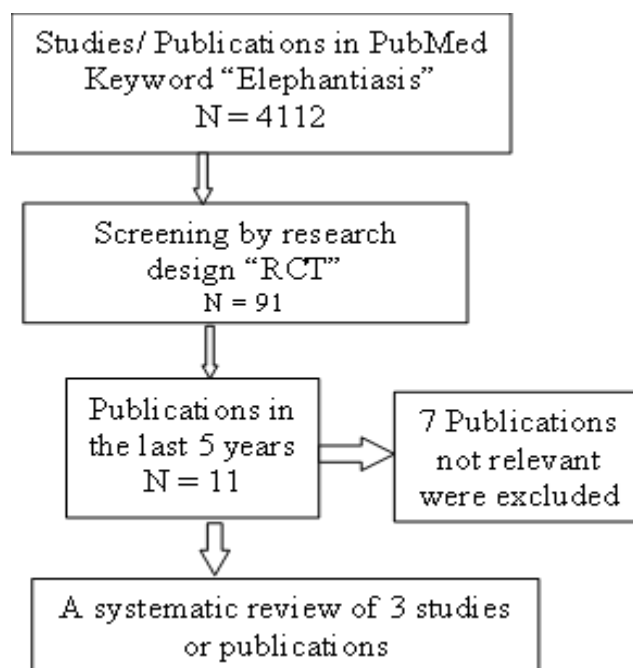 Studies/ Publications in PubMed
Keyword “Elephantiasis”
N = 4112
Screening by research
design “RCT”
N = 91
Publications in
the last 5 years
N = 11
7 Publications
not relevant
were excluded
A systematic review of 3 studies
or publications